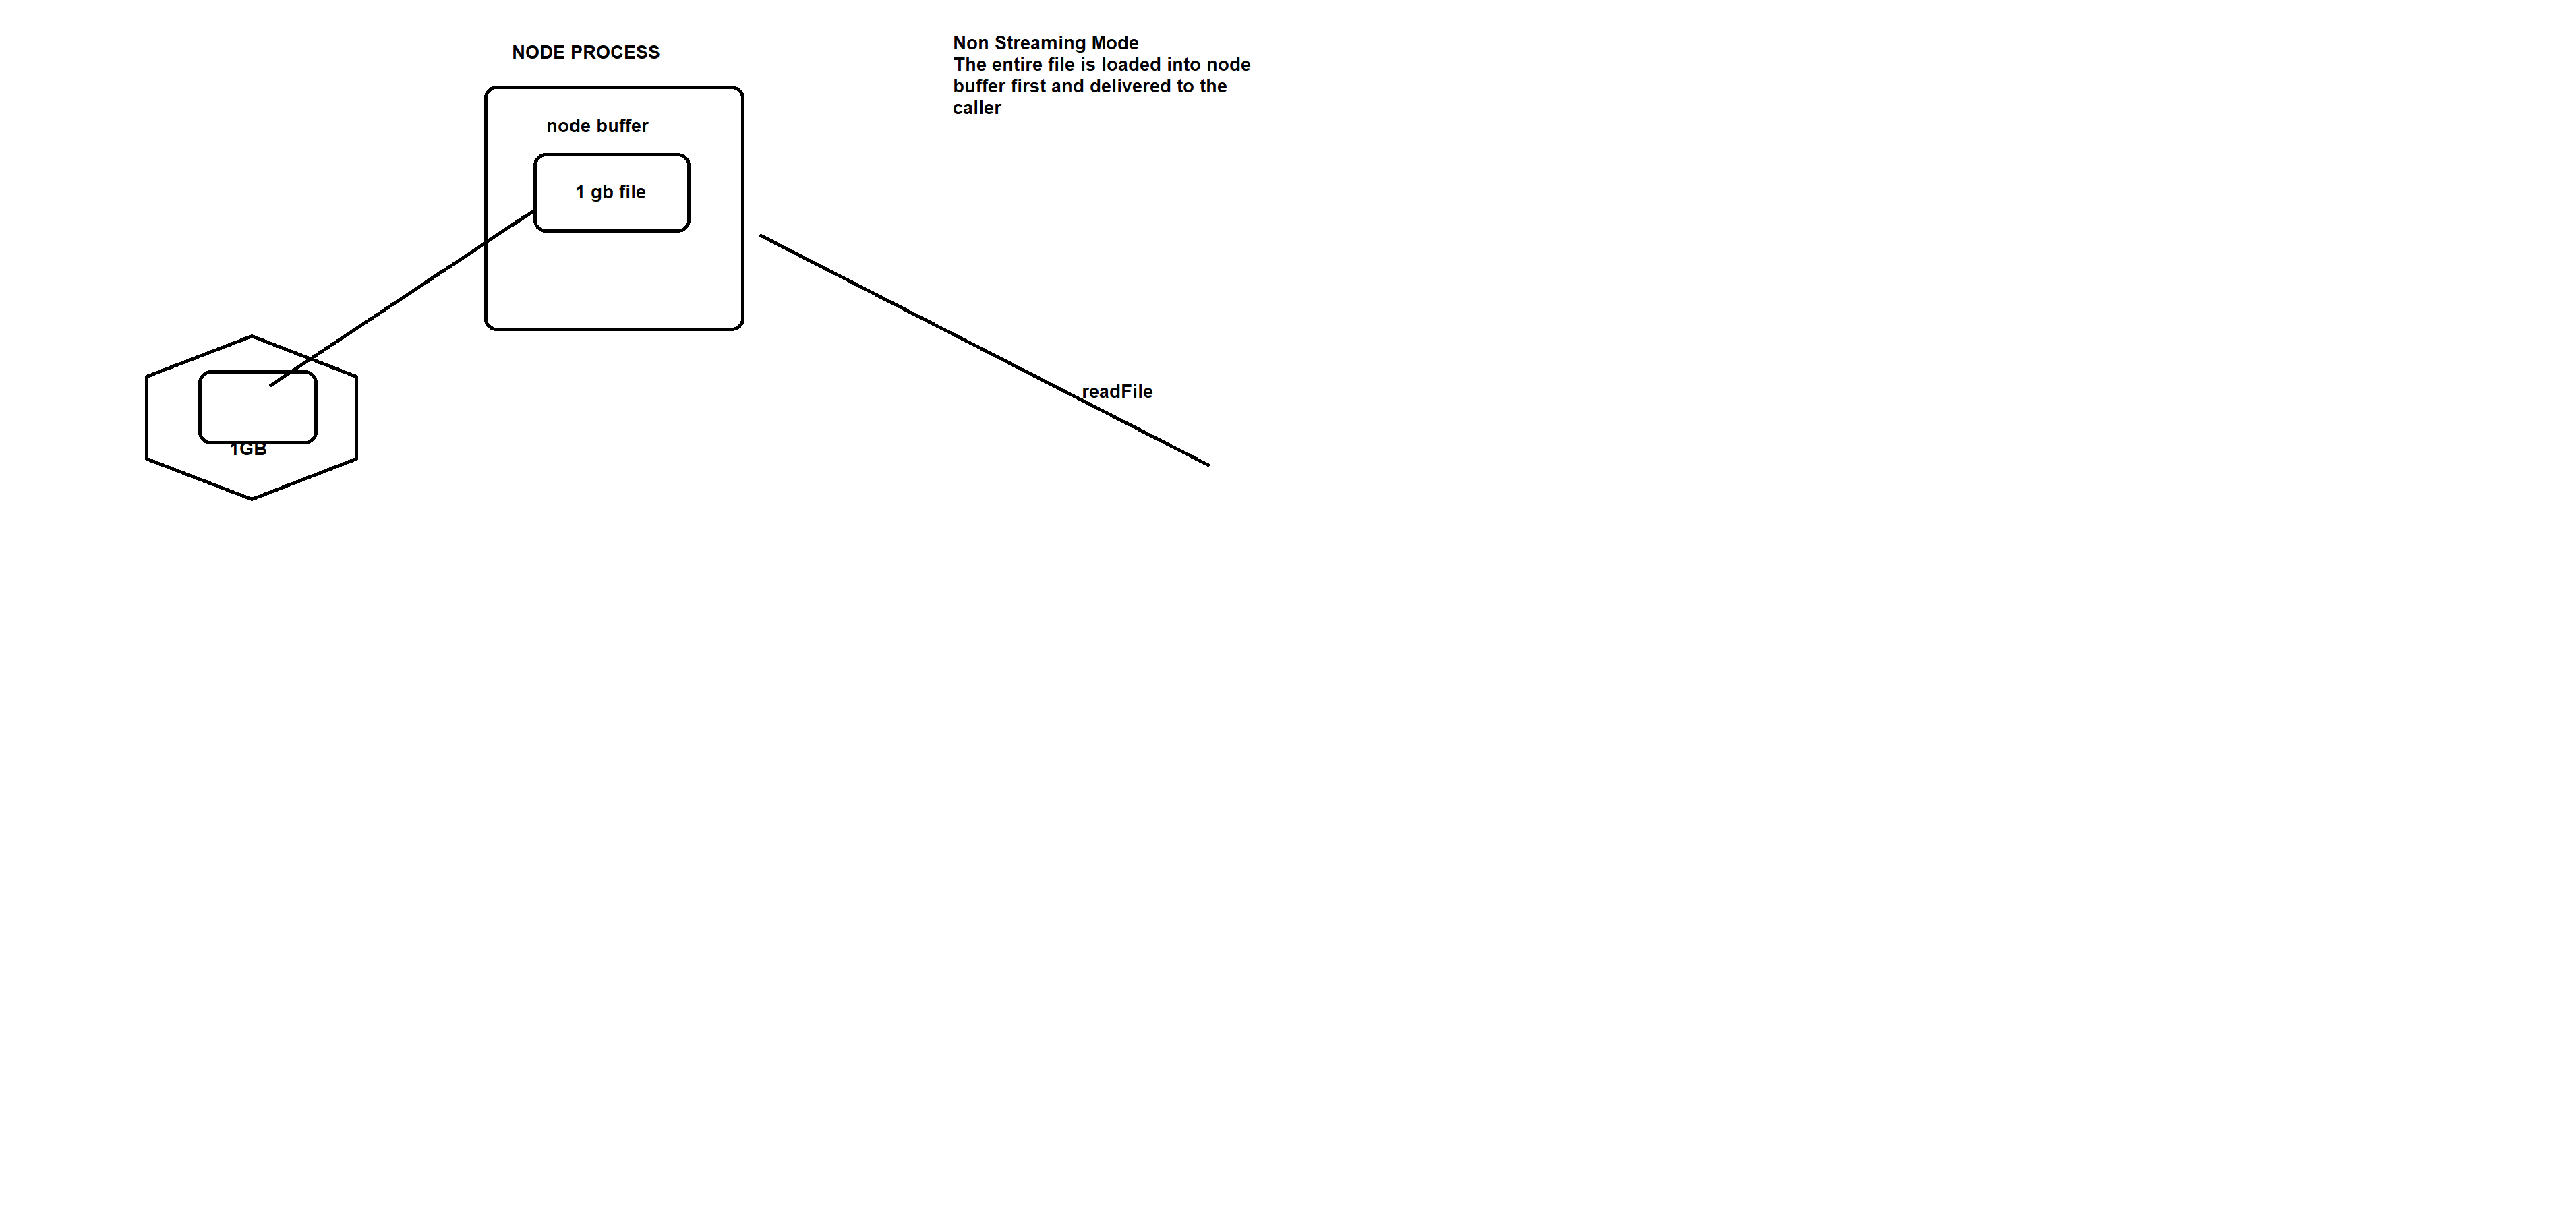 NODE PROCESS
Non Streaming Mode
The entire file is loaded into node
buffer first and delivered to the
caller
node buffer
1 gb file
readFile
1GB